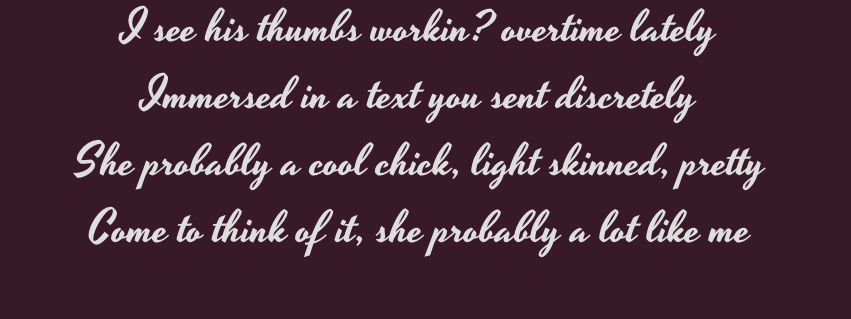 I see his thumbs workin? overtime lately
Immersed in a text you sent discretely
She probably a cool chick, light skinned, pretty
Come to think of it, she probably a lot like me